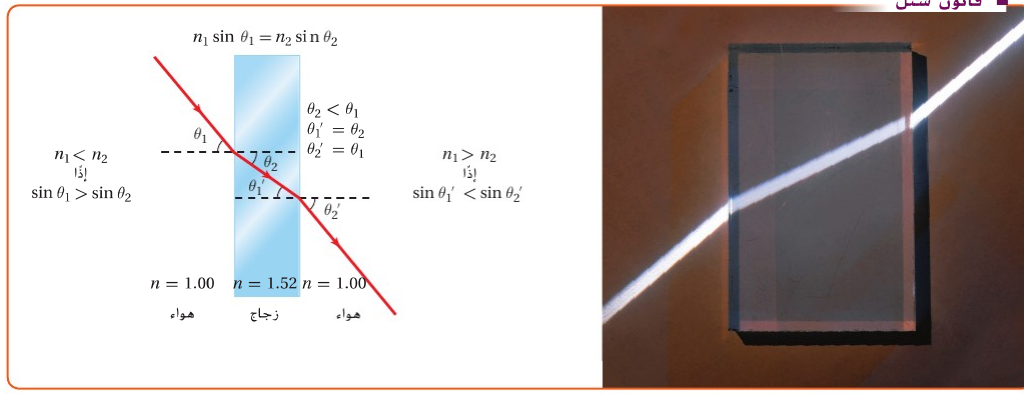 ■ قانون سنل
n₁ sin θ₁ = n₂ sin θ₂
θ₂ < θ₁
θ₁′ = θ₂
θ₂′ = θ₁
θ₁
θ₂
θ₁′
θ₂′
n₁ < n₂
إذًا
sin θ₁ > sin θ₂
n₁ > n₂
إذًا
sin θ₁′ < sin θ₂′
n = 1.00 n = 1.52 n = 1.00
هواء زجاج هواء